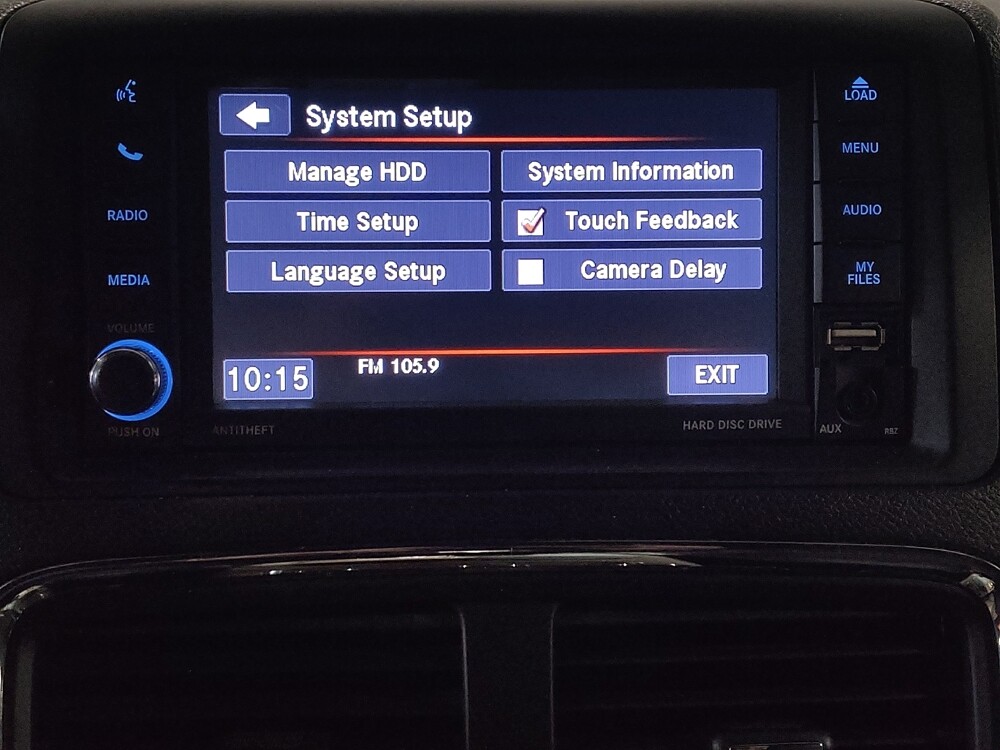 LOAD
MENU
RADIO
AUDIO
MEDIA
MY
FILES
VOLUME
PUSH ON
System Setup
Manage HDD
System Information
Time Setup
Touch Feedback
Language Setup
Camera Delay
10:15
FM 105.9
EXIT
ANTITHEFT
HARD DISC DRIVE
AUX
RBZ